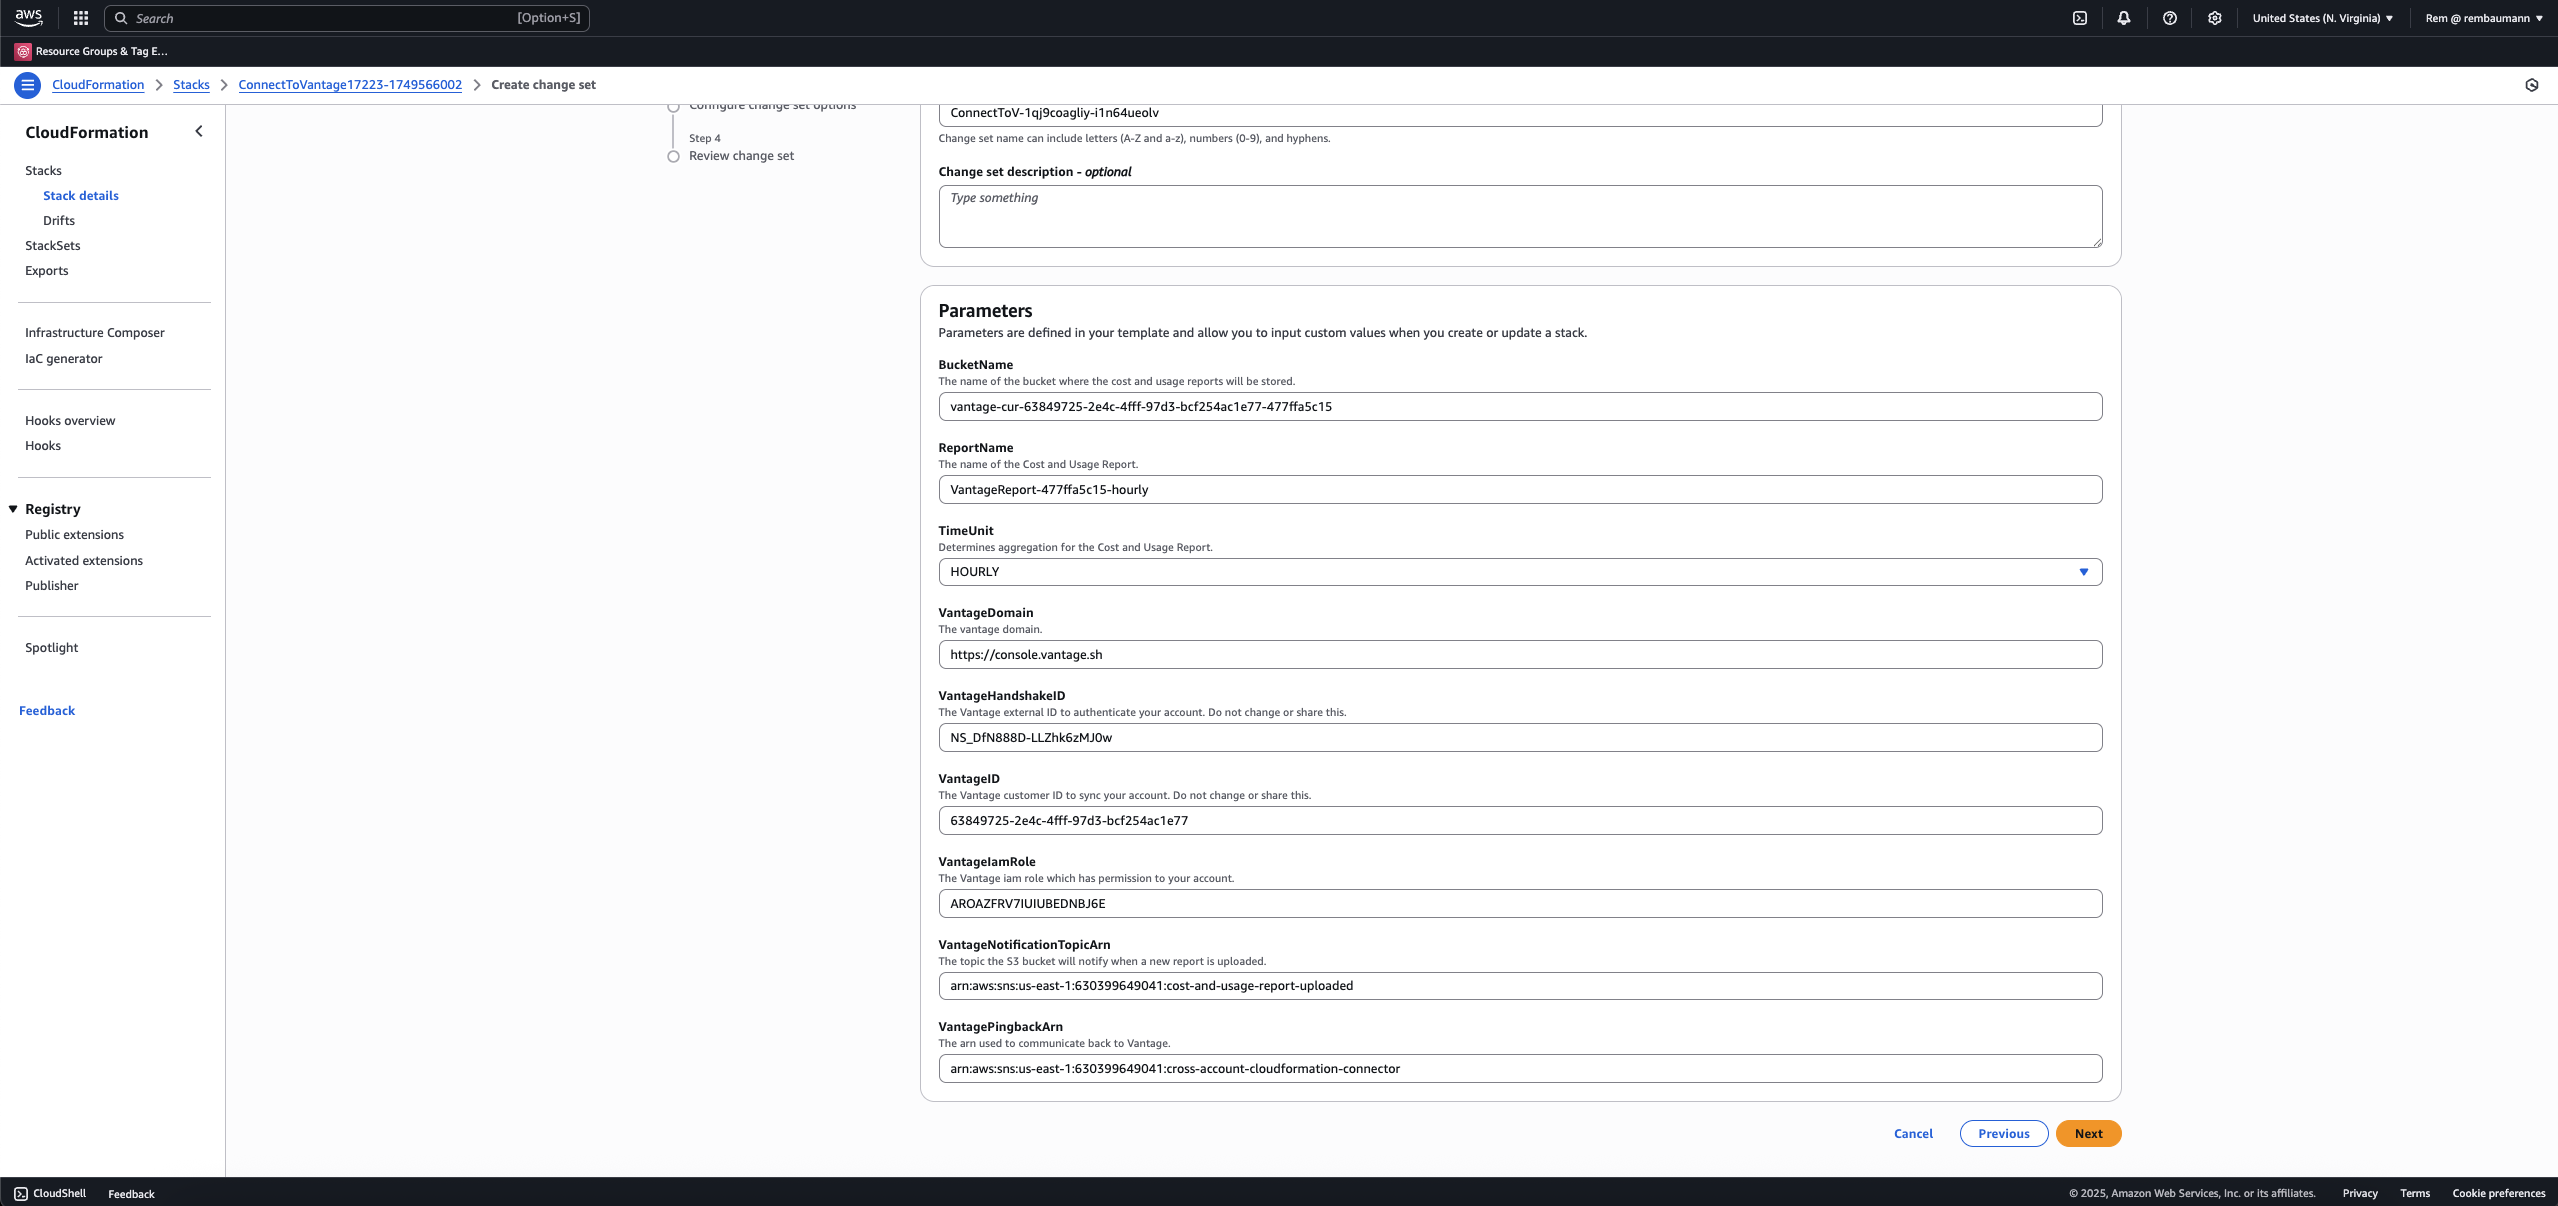 aws
Search
[Option+S]
United States (N. Virginia)
Rem @ rembaumann
Resource Groups & Tag E...
CloudFormation
Stacks
ConnectToVantage17223-1749566002
Create change set
CloudFormation
Stacks
Stack details
Drifts
StackSets
Exports
Infrastructure Composer
IaC generator
Hooks overview
Hooks
Registry
Public extensions
Activated extensions
Publisher
Spotlight
Feedback
Configure change set options
Step 4
Review change set
ConnectToV-1qj9coagliy-i1n64ueolv
Change set name can include letters (A-Z and a-z), numbers (0-9), and hyphens.
Change set description - optional
Type something
Parameters
Parameters are defined in your template and allow you to input custom values when you create or update a stack.
BucketName
The name of the bucket where the cost and usage reports will be stored.
vantage-cur-63849725-2e4c-4fff-97d3-bcf254ac1e77-477ffa5c15
ReportName
The name of the Cost and Usage Report.
VantageReport-477ffa5c15-hourly
TimeUnit
Determines aggregation for the Cost and Usage Report.
HOURLY
VantageDomain
The vantage domain.
https://console.vantage.sh
VantageHandshakeID
The Vantage external ID to authenticate your account. Do not change or share this.
NS_DfN888D-LLZhk6zMJ0w
VantageID
The Vantage customer ID to sync your account. Do not change or share this.
63849725-2e4c-4fff-97d3-bcf254ac1e77
VantageIamRole
The Vantage iam role which has permission to your account.
AROAZFRV7IUIUBEDNBJ6E
VantageNotificationTopicArn
The topic the S3 bucket will notify when a new report is uploaded.
arn:aws:sns:us-east-1:630399649041:cost-and-usage-report-uploaded
VantagePingbackArn
The arn used to communicate back to Vantage.
arn:aws:sns:us-east-1:630399649041:cross-account-cloudformation-connector
Cancel
Previous
Next
CloudShell
Feedback
© 2025, Amazon Web Services, Inc. or its affiliates.
Privacy
Terms
Cookie preferences